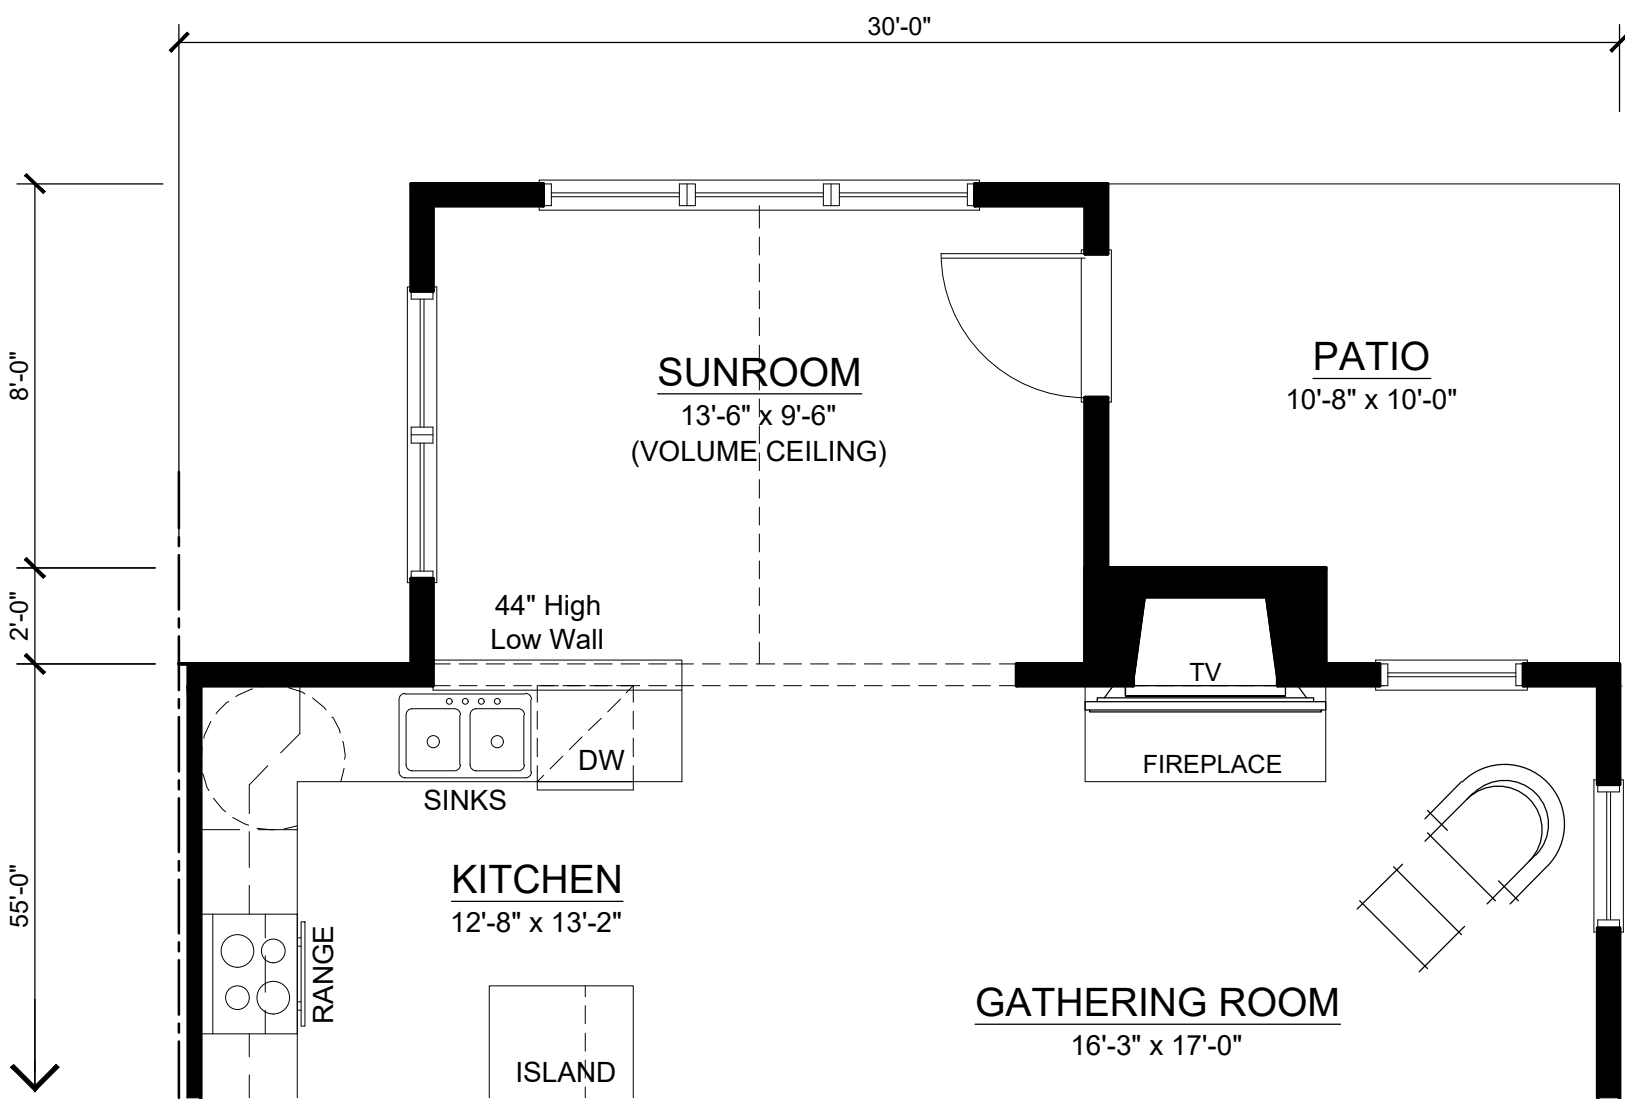 30'-0"
8'-0"
2'-0"
55'-0"
SUNROOM
13'-6" x 9'-6"
(VOLUME CEILING)
PATIO
10'-8" x 10'-0"
44" High
Low Wall
TV
FIREPLACE
DW
SINKS
KITCHEN
12'-8" x 13'-2"
RANGE
ISLAND
GATHERING ROOM
16'-3" x 17'-0"